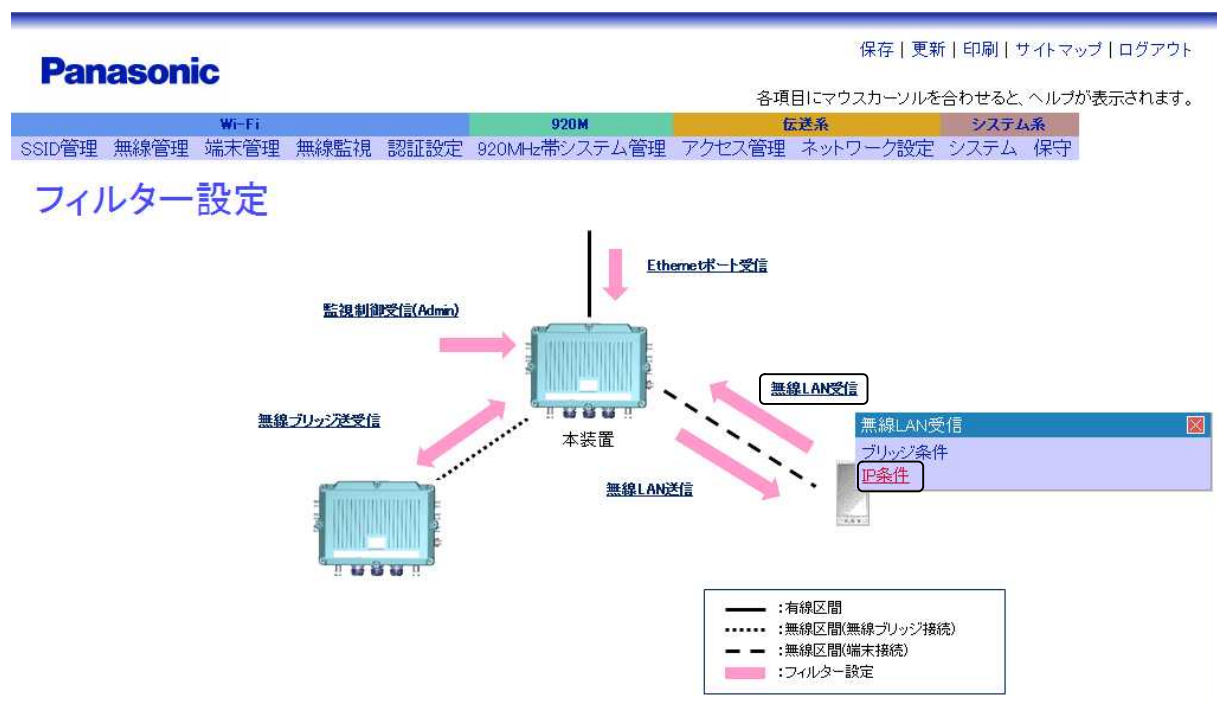 保存 | 更新 | 印刷 | サイトマップ | ログアウト
Panasonic
各項目にマウスカーソルを合わせると、ヘルプが表示されます。
Wi-Fi 920M 伝送系 システム系
SSID管理 無線管理 端末管理 無線監視 認証設定 920MHz帯システム管理 アクセス管理 ネットワーク設定 システム 保守
フィルター設定
Ethernetポート受信
監視制御受信(Admin)
無線LAN受信
無線ブリッジ送受信
本装置
無線LAN受信
ブリッジ条件
IP条件
無線LAN送信
:有線区間
:無線区間(無線ブリッジ接続)
:無線区間(端末接続)
:フィルター設定